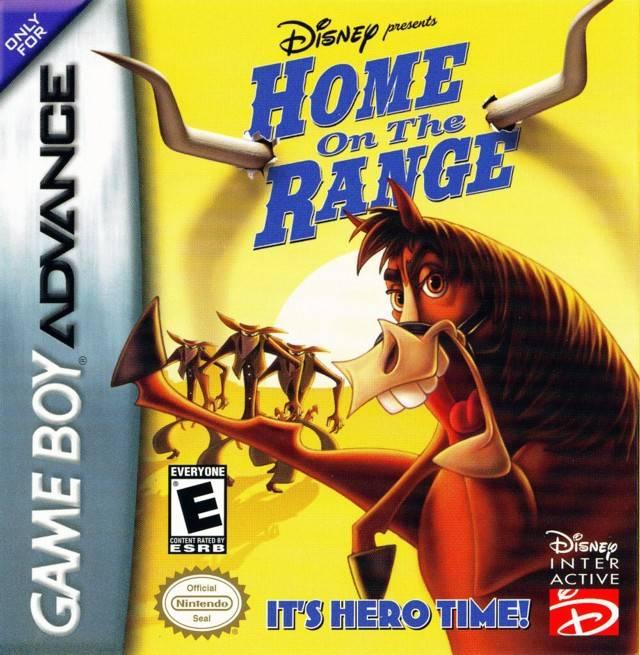 ONLY
FOR
GAME BOY ADVANCE
®
Disney presents
HOME
On The
RANGE
EVERYONE
E
CONTENT RATED BY
ESRB
Official
Nintendo
Seal
IT'S HERO TIME!
Disney
INTER
ACTIVE
D